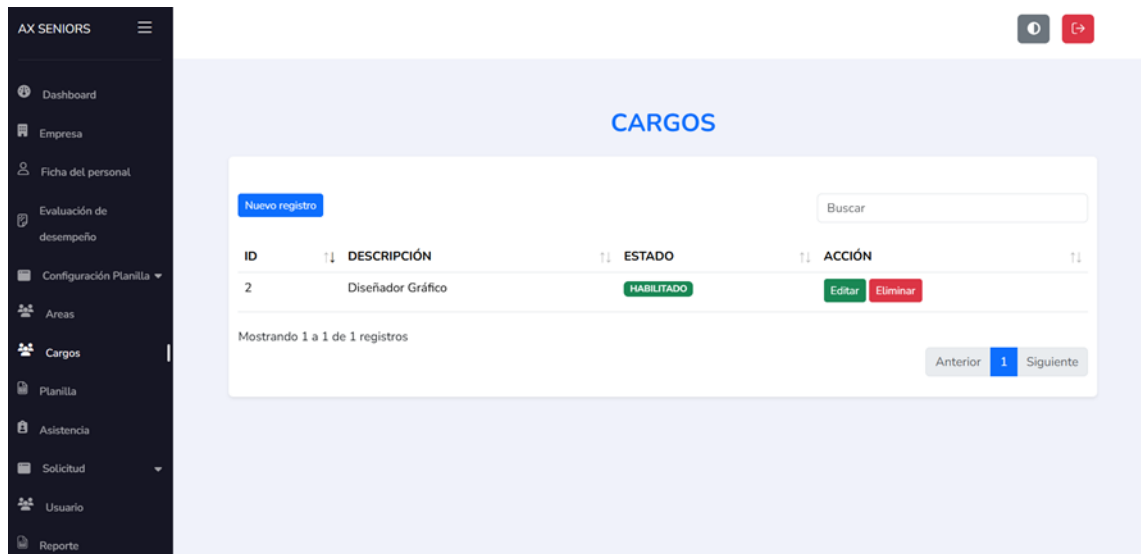 AX SENIORS
Dashboard
Empresa
Ficha del personal
Evaluación de
desempeño
Configuración Planilla
Areas
Cargos
Planilla
Asistencia
Solicitud
Usuario
Reporte
CARGOS
Nuevo registro
Buscar
ID DESCRIPCIÓN ESTADO ACCIÓN
2 Diseñador Gráfico HABILITADO Editar Eliminar
Mostrando 1 a 1 de 1 registros
Anterior 1 Siguiente